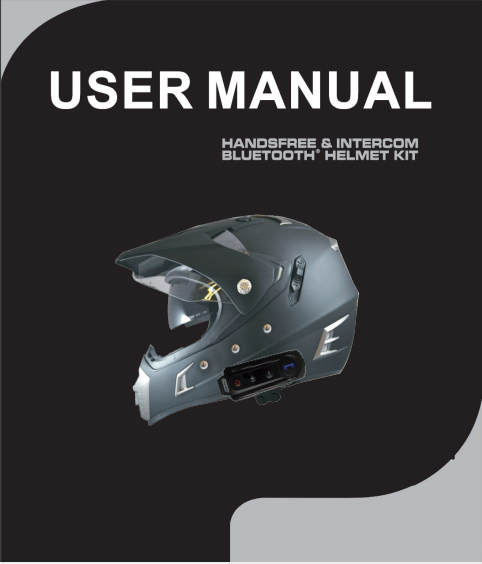 USER MANUAL
HANDSFREE & INTERCOM
BLUETOOTH® HELMET KIT